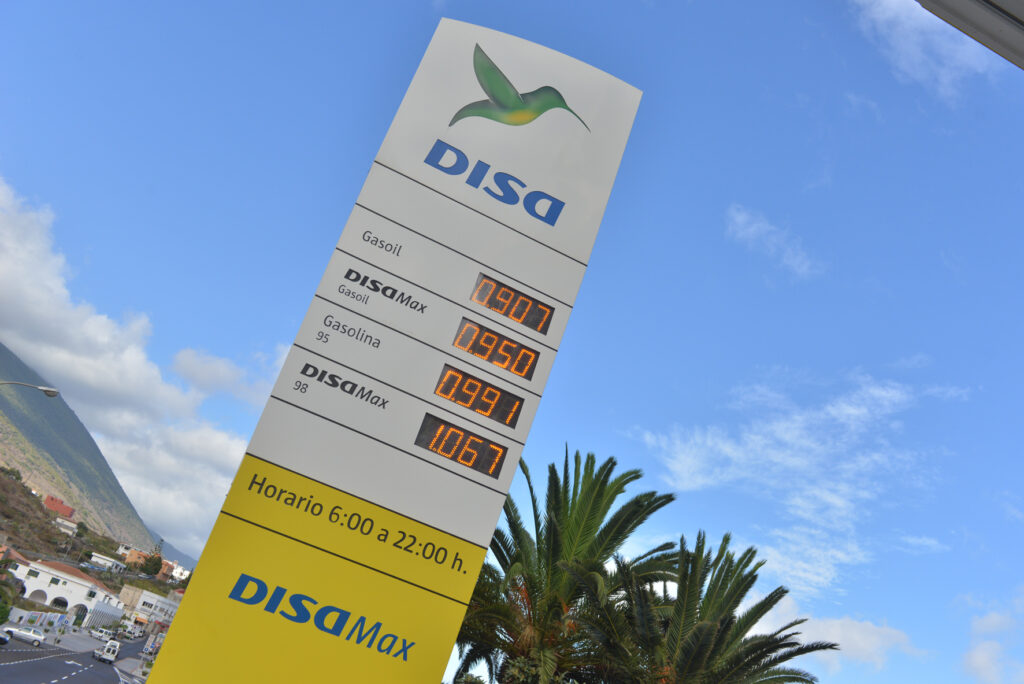 DISA
Gasoil 0.907
DISAMax
Gasoil 0.950
Gasolina
95 0.991
DISAMax
98 1.067
Horario 6:00 a 22:00 h.
DISAMax